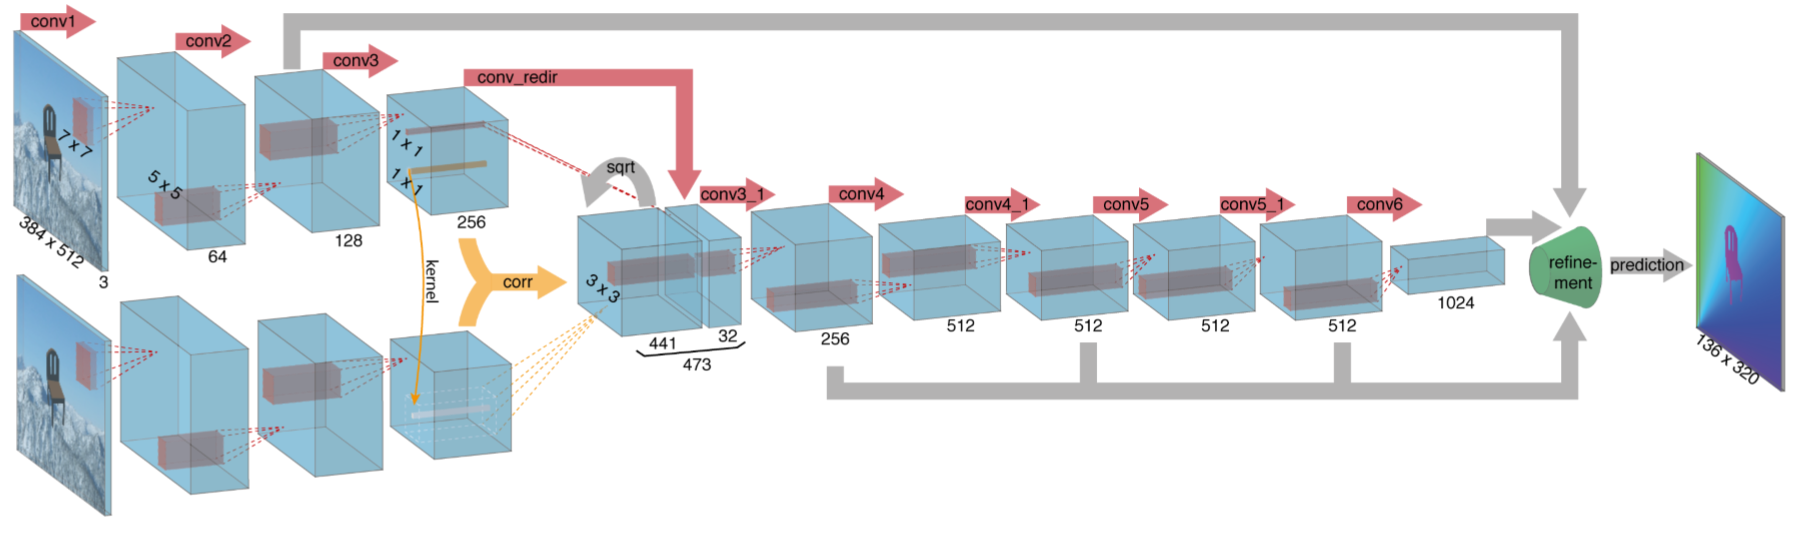 conv1
conv2
conv3
conv_redir
7 x 7
5 x 5
1 x 1
1 x 1
384 x 512
3
64
128
256
kernel
corr
sqrt
3 x 3
441
32
473
conv3_1
conv4
conv4_1
conv5
conv5_1
conv6
256
512
512
512
512
1024
refine-
ment
prediction
136 x 320